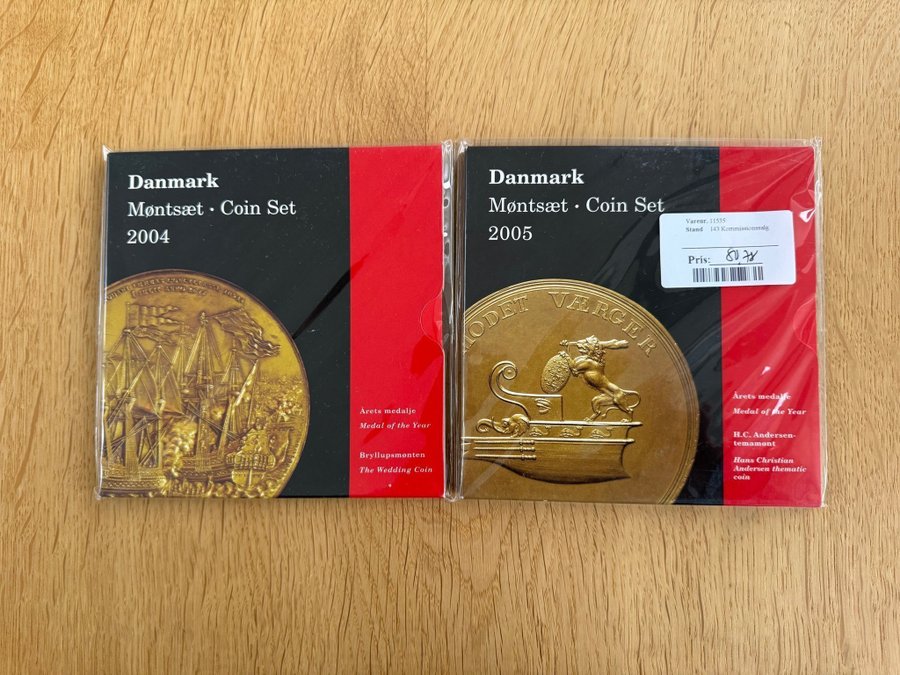 Danmark
Møntsæt · Coin Set
2004
Årets medalje
Medal of the Year
Bryllupsmønten
The Wedding Coin
Danmark
Møntsæt · Coin Set
2005
Varenr. 11535
Stand 143 Kommissionssalg
Pris:
MODET VÆRGER
Årets medalje
Medal of the Year
H.C. Andersen-
temamønt
Hans Christian
Andersen thematic
coin